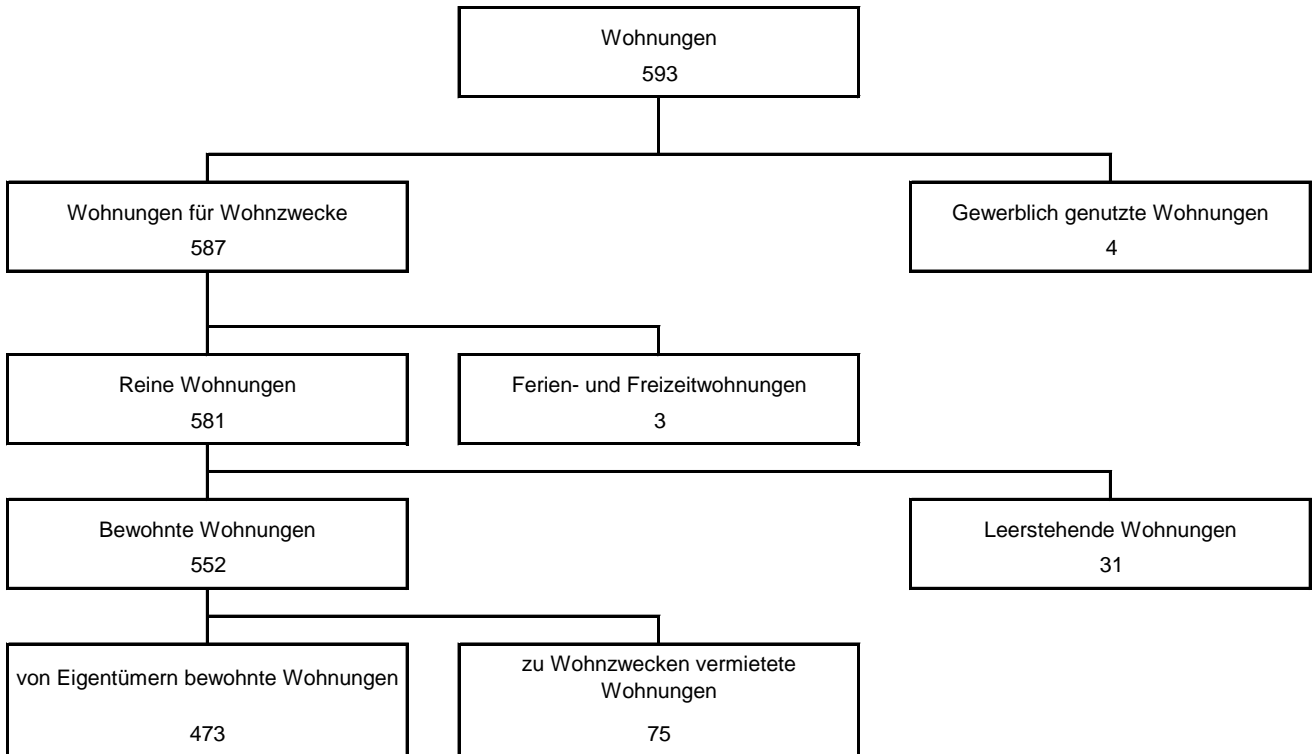 Wohnungen
593
Wohnungen für Wohnzwecke
587
Gewerblich genutzte Wohnungen
4
Reine Wohnungen
581
Ferien- und Freizeitwohnungen
3
Bewohnte Wohnungen
552
Leerstehende Wohnungen
31
von Eigentümern bewohnte Wohnungen
473
zu Wohnzwecken vermietete
Wohnungen
75